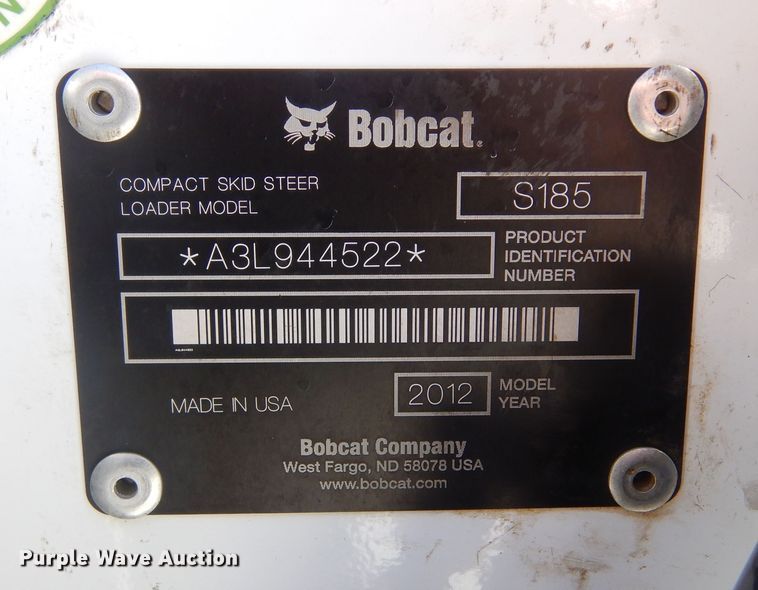 Bobcat.
COMPACT SKID STEER
LOADER MODEL
S185
*A3L944522*
PRODUCT
IDENTIFICATION
NUMBER
MADE IN USA
2012
MODEL
YEAR
Bobcat Company
West Fargo, ND 58078 USA
www.bobcat.com
Purple Wave Auction